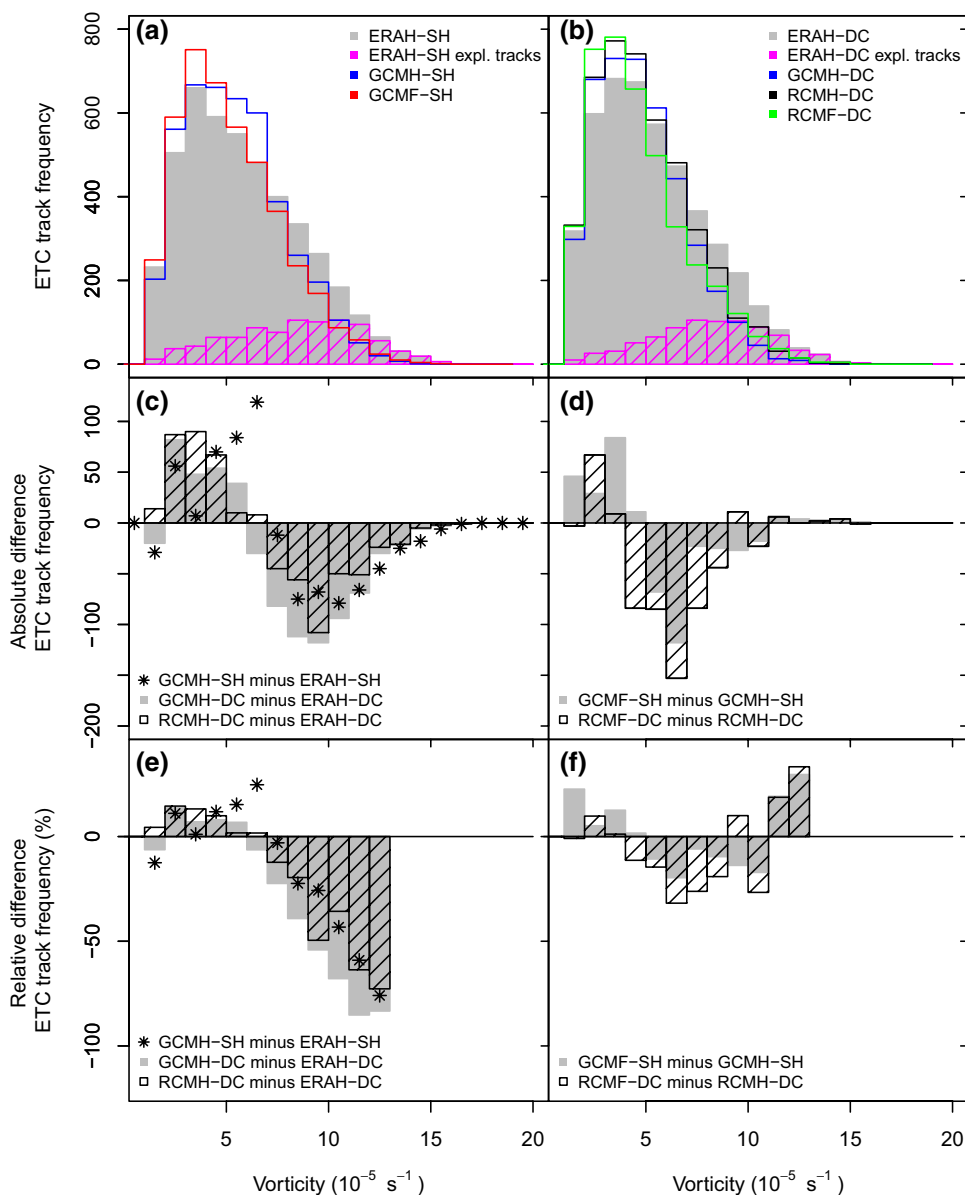 (a)
ERAH−SH
ERAH−SH expl. tracks
GCMH−SH
GCMF−SH
(b)
ERAH−DC
ERAH−DC expl. tracks
GCMH−DC
RCMH−DC
RCMF−DC
ETC track frequency
800
600
400
200
0
(c)
GCMH−SH minus ERAH−SH
GCMH−DC minus ERAH−DC
RCMH−DC minus ERAH−DC
(d)
GCMF−SH minus GCMH−SH
RCMF−DC minus RCMH−DC
Absolute difference
ETC track frequency
100
50
0
−100
−200
(e)
GCMH−SH minus ERAH−SH
GCMH−DC minus ERAH−DC
RCMH−DC minus ERAH−DC
(f)
GCMF−SH minus GCMH−SH
RCMF−DC minus RCMH−DC
Relative difference
ETC track frequency (%)
0
−50
−100
5 10 15 20
5 10 15 20
Vorticity (10⁻⁵ s⁻¹)
Vorticity (10⁻⁵ s⁻¹)